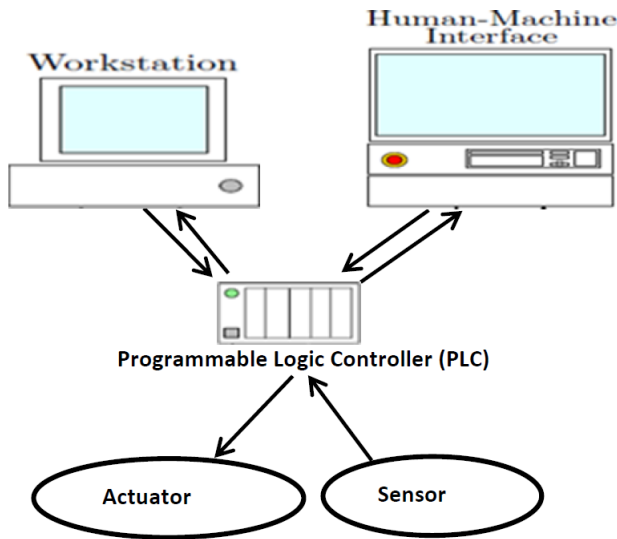 Workstation
Human-Machine
Interface
Programmable Logic Controller (PLC)
Actuator
Sensor